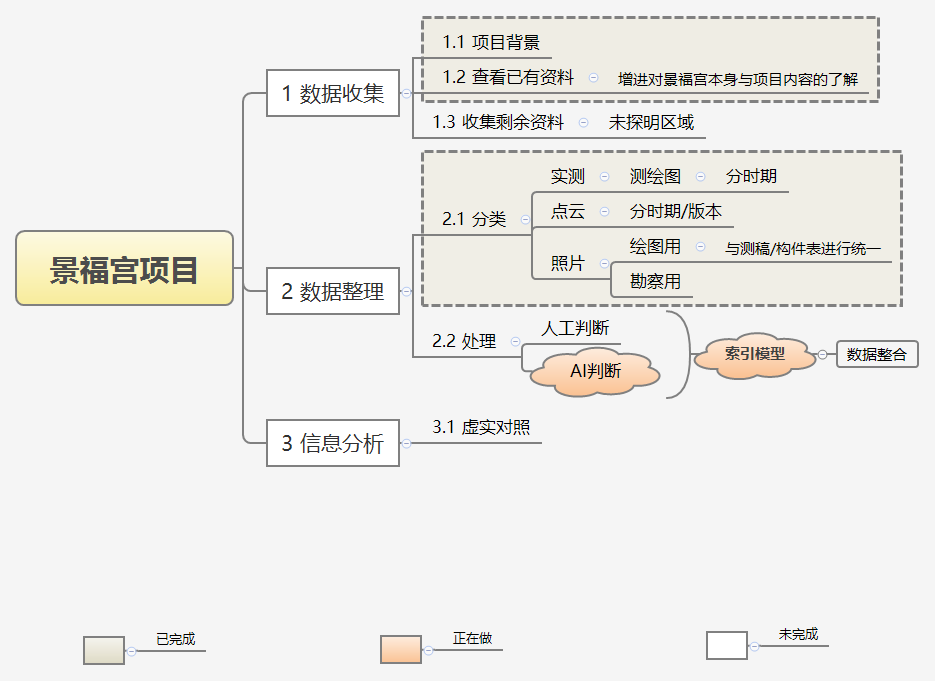 景福宫项目
1 数据收集
1.1 项目背景
1.2 查看已有资料
增进对景福宫本身与项目内容的了解
1.3 收集剩余资料
未探明区域
2 数据整理
2.1 分类
实测
测绘图
分时期
点云
分时期/版本
照片
绘图用
与测稿/构件表进行统一
勘察用
2.2 处理
人工判断
AI判断
索引模型
数据整合
3 信息分析
3.1 虚实对照
已完成
正在做
未完成